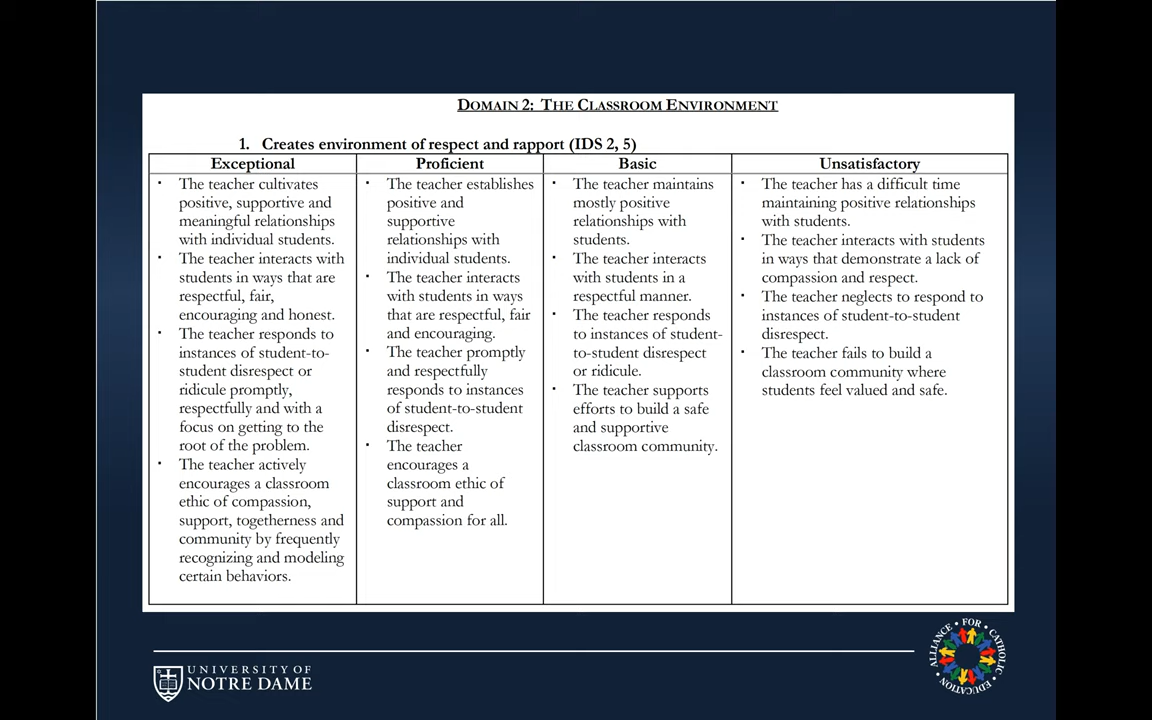 DOMAIN 2: THE CLASSROOM ENVIRONMENT
1. Creates environment of respect and rapport (IDS 2, 5)
Exceptional
▪ The teacher cultivates
positive, supportive and
meaningful relationships
with individual students.
▪ The teacher interacts with
students in ways that are
respectful, fair,
encouraging and honest.
▪ The teacher responds to
instances of student-to-
student disrespect or
ridicule promptly,
respectfully and with a
focus on getting to the
root of the problem.
▪ The teacher actively
encourages a classroom
ethic of compassion,
support, togetherness and
community by frequently
recognizing and modeling
certain behaviors.
Proficient
▪ The teacher establishes
positive and
supportive
relationships with
individual students.
▪ The teacher interacts
with students in ways
that are respectful, fair
and encouraging.
▪ The teacher promptly
and respectfully
responds to instances
of student-to-student
disrespect.
▪ The teacher
encourages a
classroom ethic of
support and
compassion for all.
Basic
▪ The teacher maintains
mostly positive
relationships with
students.
▪ The teacher interacts
with students in a
respectful manner.
▪ The teacher responds
to instances of student-
to-student disrespect
or ridicule.
▪ The teacher supports
efforts to build a safe
and supportive
classroom community.
Unsatisfactory
▪ The teacher has a difficult time
maintaining positive relationships
with students.
▪ The teacher interacts with students
in ways that demonstrate a lack of
compassion and respect.
▪ The teacher neglects to respond to
instances of student-to-student
disrespect.
▪ The teacher fails to build a
classroom community where
students feel valued and safe.
UNIVERSITY OF
NOTRE DAME
ALLIANCE • FOR • CATHOLIC • EDUCATION •